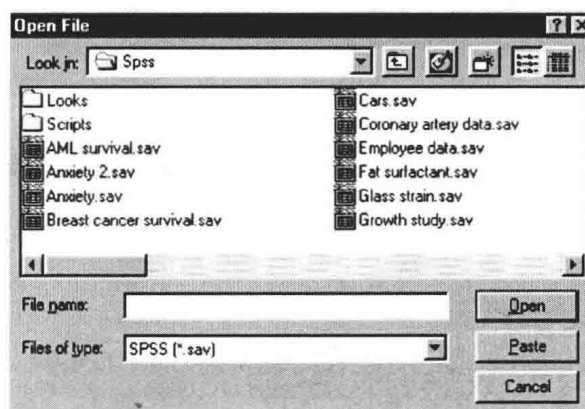 Open File
Look in: Spss
Looks
Scripts
AML survival.sav
Anxiety 2.sav
Anxiety.sav
Breast cancer survival.sav
Cars.sav
Coronary artery data.sav
Employee data.sav
Fat surfactant.sav
Glass strain.sav
Growth study.sav
File name:
Open
Files of type: SPSS (*.sav)
Paste
Cancel